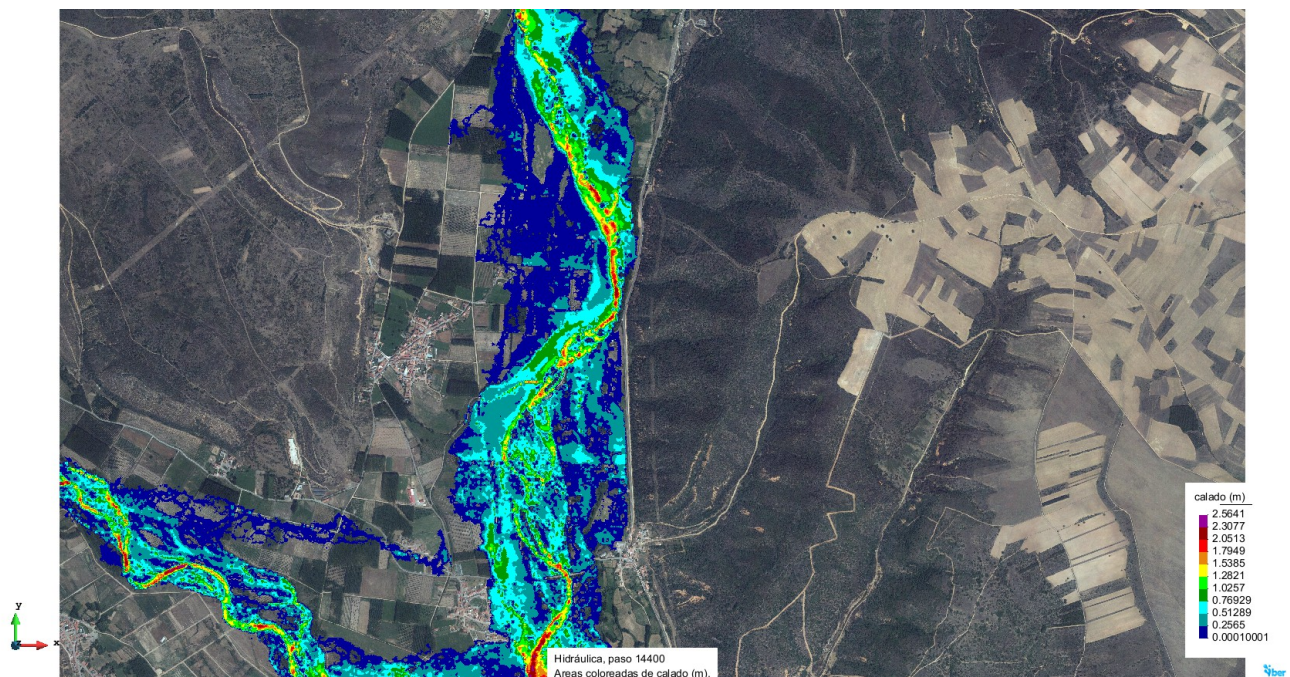 calado (m)
2.5641
2.3077
2.0513
1.7949
1.5385
1.2821
1.0257
0.76929
0.51289
0.2565
0.00010001
y
x
Hidráulica, paso 14400
Areas coloreadas de calado (m).
iber